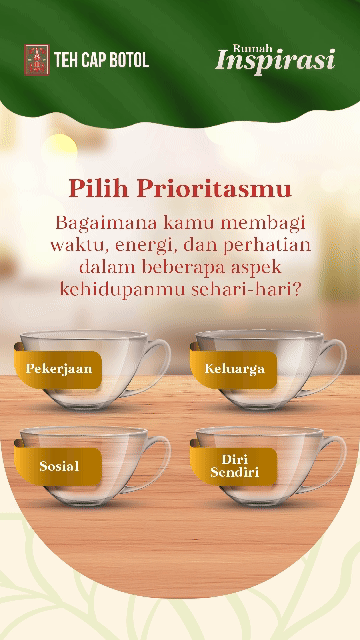 TEH CAP BOTOL
Rumah
Inspirasi
Pilih Prioritasmu
Bagaimana kamu membagi
waktu, energi, dan perhatian
dalam beberapa aspek
kehidupanmu sehari-hari?
Pekerjaan
Keluarga
Sosial
Diri
Sendiri